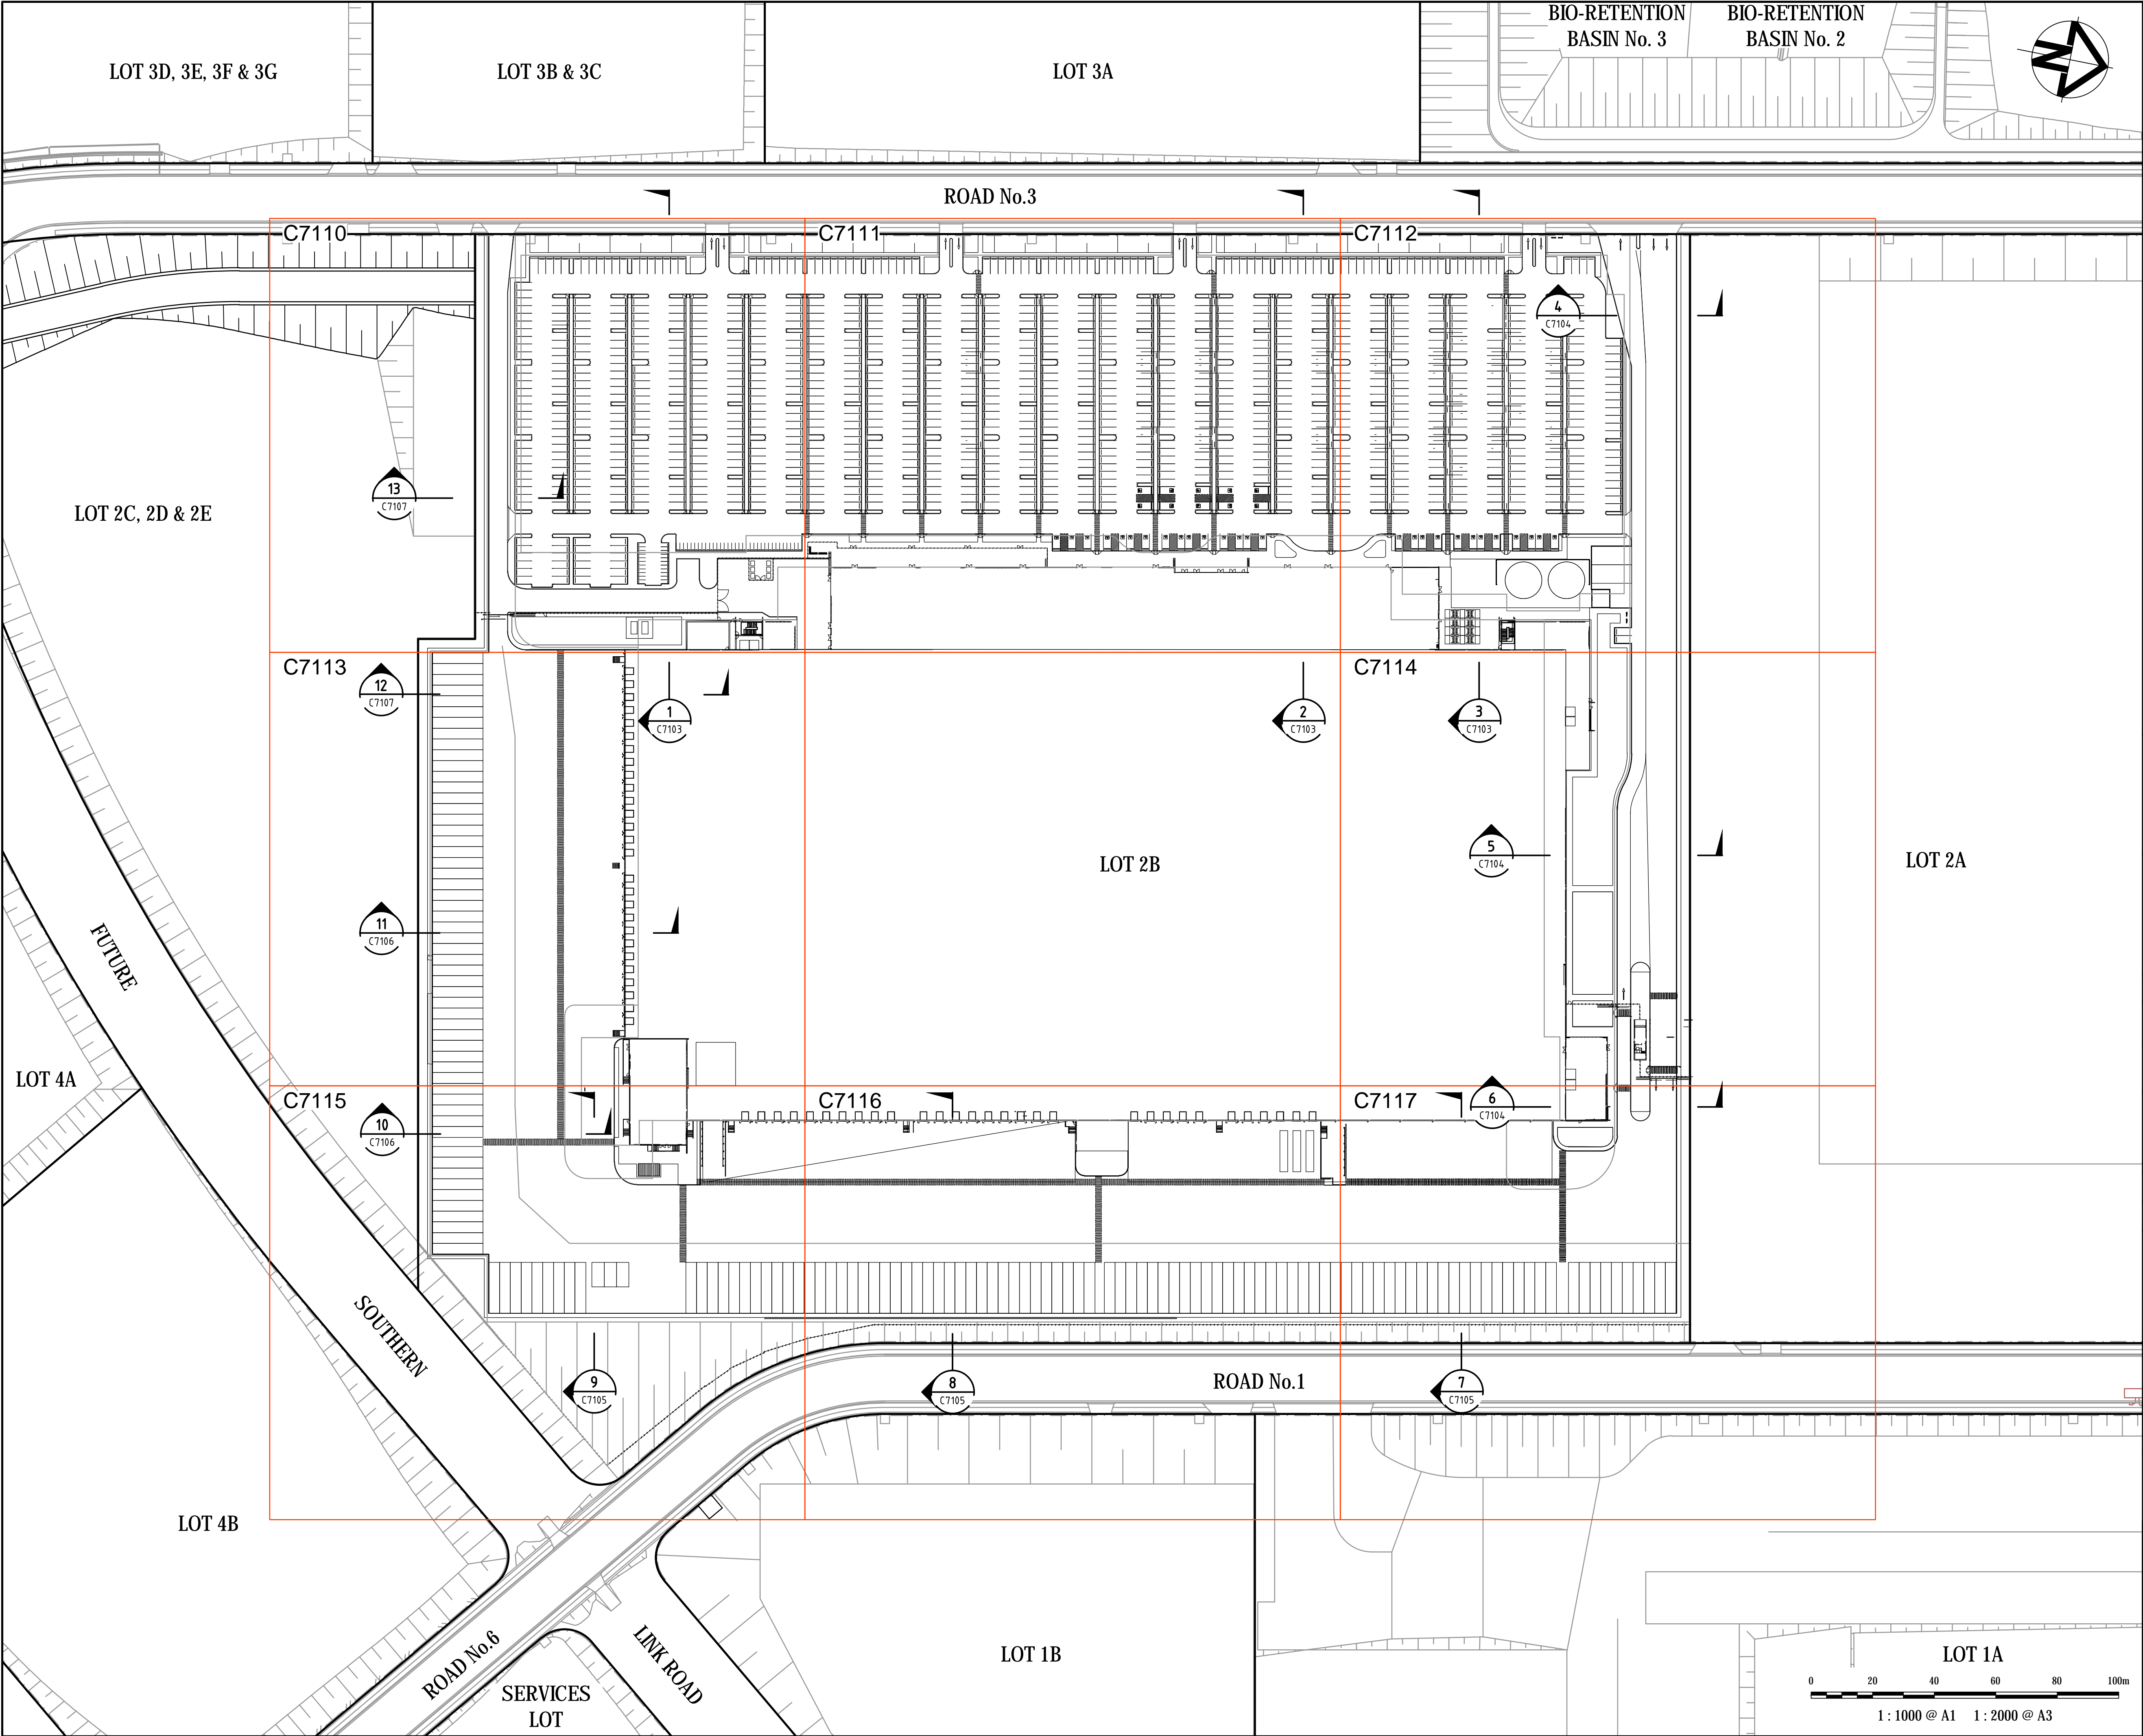 BIO-RETENTION
BASIN No. 3
BIO-RETENTION
BASIN No. 2
N
LOT 3D, 3E, 3F & 3G
LOT 3B & 3C
LOT 3A
ROAD No.3
C7110
C7111
C7112
4
C7104
13
C7107
LOT 2C, 2D & 2E
C7113
C7114
12
C7107
1
C7103
2
C7103
3
C7103
5
C7104
LOT 2B
LOT 2A
11
C7106
FUTURE
LOT 4A
C7115
C7116
C7117
6
C7104
10
C7106
SOUTHERN
9
C7105
8
C7105
ROAD No.1
7
C7105
LOT 4B
ROAD No.6
LINK ROAD
SERVICES
LOT
LOT 1B
LOT 1A
0 20 40 60 80 100m
1 : 1000 @ A1 1 : 2000 @ A3